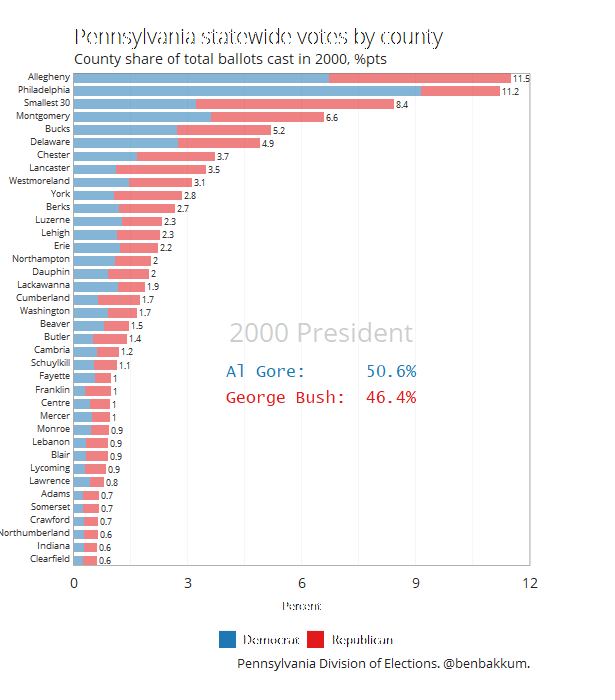 Pennsylvania statewide votes by county
County share of total ballots cast in 2000, %pts
Allegheny 11.5
Philadelphia 11.2
Smallest 30 8.4
Montgomery 6.6
Bucks 5.2
Delaware 4.9
Chester 3.7
Lancaster 3.5
Westmoreland 3.1
York 2.8
Berks 2.7
Luzerne 2.3
Lehigh 2.3
Erie 2.2
Northampton 2
Dauphin 2
Lackawanna 1.9
Cumberland 1.7
Washington 1.7
Beaver 1.5
Butler 1.4
Cambria 1.2
Schuylkill 1.1
Fayette 1
Franklin 1
Centre 1
Mercer 1
Monroe 0.9
Lebanon 0.9
Blair 0.9
Lycoming 0.9
Lawrence 0.8
Adams 0.7
Somerset 0.7
Crawford 0.7
Northumberland 0.6
Indiana 0.6
Clearfield 0.6
2000 President
Al Gore: 50.6%
George Bush: 46.4%
0 3 6 9 12
Percent
Democrat Republican
Pennsylvania Division of Elections. @benbakkum.